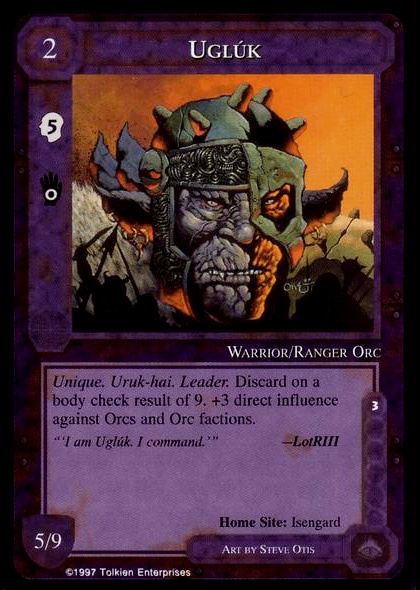 2
UGLÚK
5
WARRIOR/RANGER ORC
Unique. Uruk-hai. Leader. Discard on a
body check result of 9. +3 direct influence
against Orcs and Orc factions.
“‘I am Uglúk. I command.’” —LotRIII
3
Home Site: Isengard
5/9
ART BY STEVE OTIS
©1997 Tolkien Enterprises